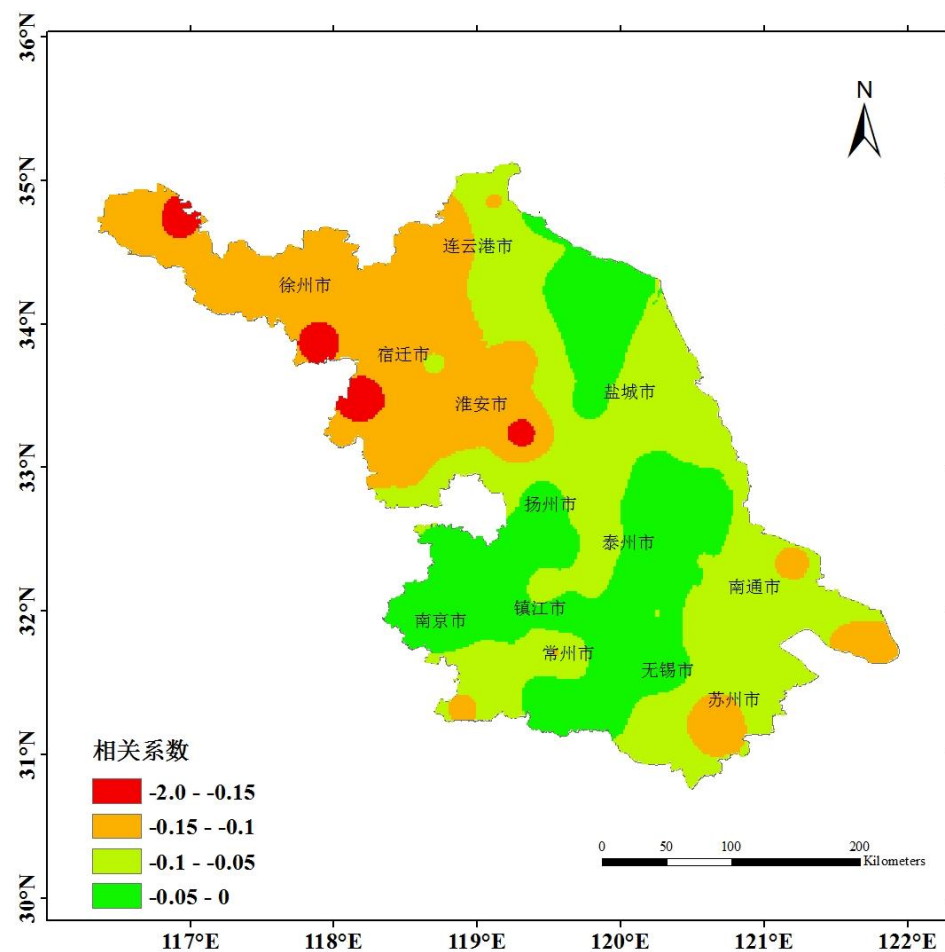 36°N
N
35°N
连云港市
徐州市
34°N
宿迁市
盐城市
淮安市
33°N
扬州市
泰州市
南通市
32°N
镇江市
南京市
常州市
无锡市
苏州市
31°N
相关系数
-2.0 - -0.15
-0.15 - -0.1
-0.1 - -0.05
-0.05 - 0
0 50 100 200
Kilometers
30°N
117°E 118°E 119°E 120°E 121°E 122°E